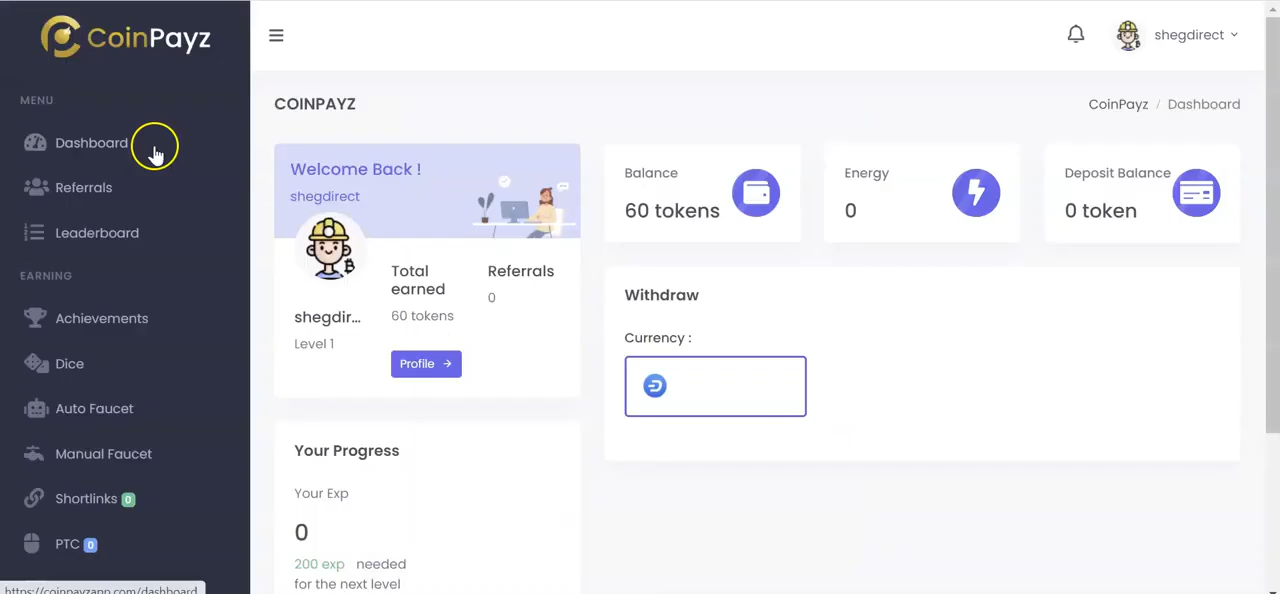 CoinPayz
shegdirect
MENU
Dashboard
Referrals
Leaderboard
EARNING
Achievements
Dice
Auto Faucet
Manual Faucet
Shortlinks 0
PTC 0
https://coinpayzapp.com/dashboard
COINPAYZ
CoinPayz / Dashboard
Welcome Back !
shegdirect
Total
earned
60 tokens
Referrals
0
shegdir...
Level 1
Profile →
Balance
60 tokens
Energy
0
Deposit Balance
0 token
Withdraw
Currency :
Your Progress
Your Exp
0
200 exp needed
for the next level